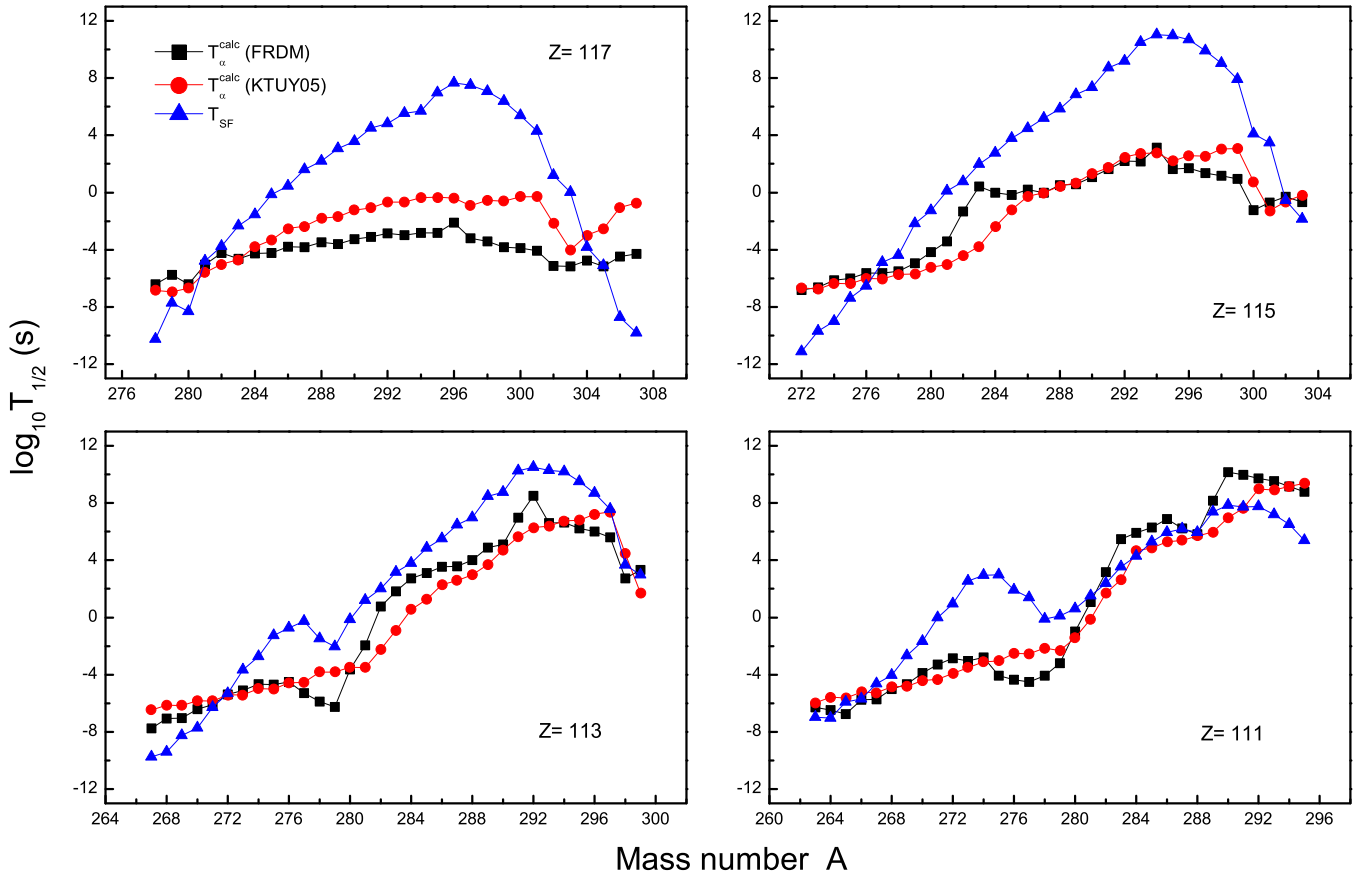 12
8
4
0
-4
-8
-12
T_α^calc (FRDM)
T_α^calc (KTUY05)
T_SF
Z= 117
276 280 284 288 292 296 300 304 308
12
8
4
0
-4
-8
-12
Z= 115
272 276 280 284 288 292 296 300 304
log₁₀T₁/₂ (s)
12
8
4
0
-4
-8
-12
Z= 113
264 268 272 276 280 284 288 292 296 300
12
8
4
0
-4
-8
-12
Z= 111
260 264 268 272 276 280 284 288 292 296
Mass number A